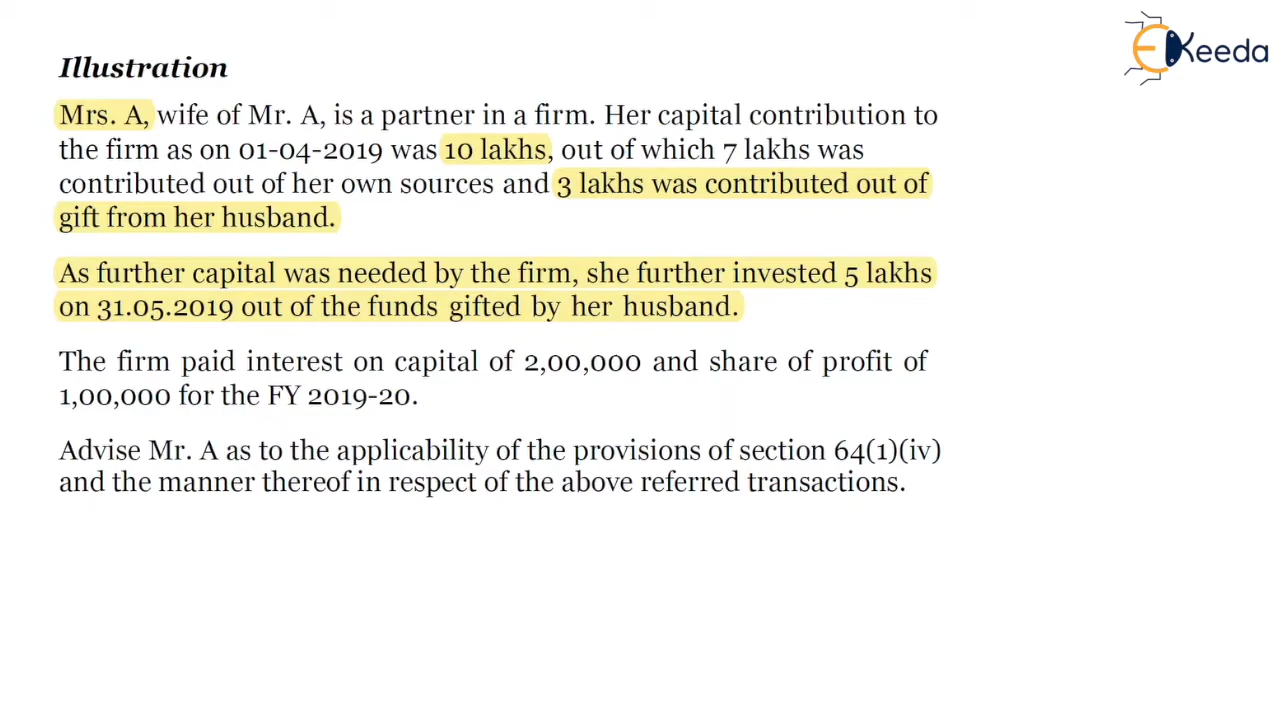 EKeeda
Illustration
Mrs. A, wife of Mr. A, is a partner in a firm. Her capital contribution to
the firm as on 01-04-2019 was 10 lakhs, out of which 7 lakhs was
contributed out of her own sources and 3 lakhs was contributed out of
gift from her husband.
As further capital was needed by the firm, she further invested 5 lakhs
on 31.05.2019 out of the funds gifted by her husband.
The firm paid interest on capital of 2,00,000 and share of profit of
1,00,000 for the FY 2019-20.
Advise Mr. A as to the applicability of the provisions of section 64(1)(iv)
and the manner thereof in respect of the above referred transactions.